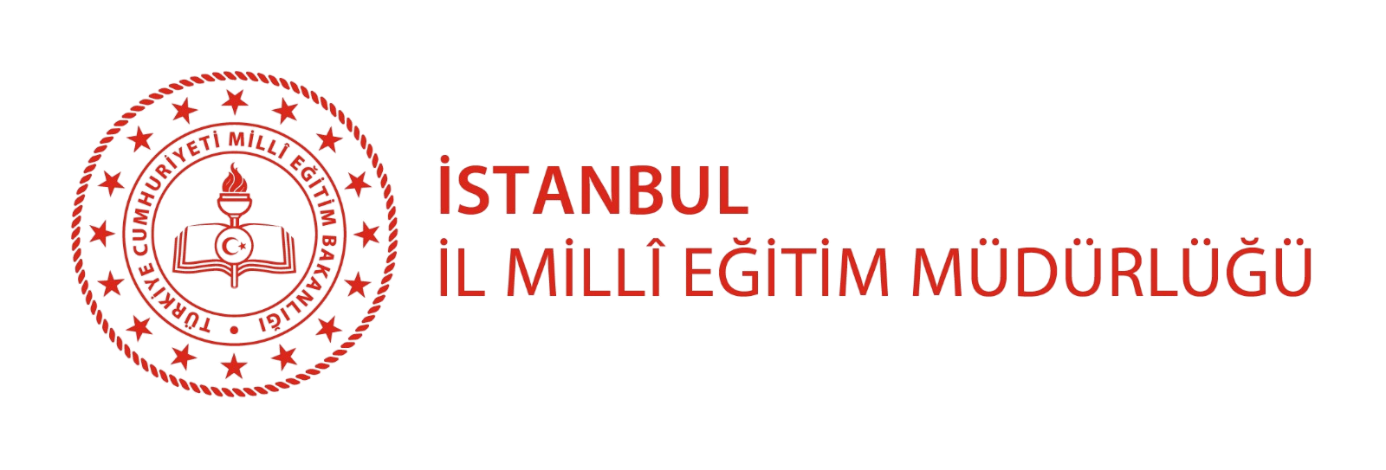 TÜRKİYE CUMHURİYETİ MİLLÎ EĞİTİM BAKANLIĞI
İSTANBUL
İL MİLLÎ EĞİTİM MÜDÜRLÜĞÜ